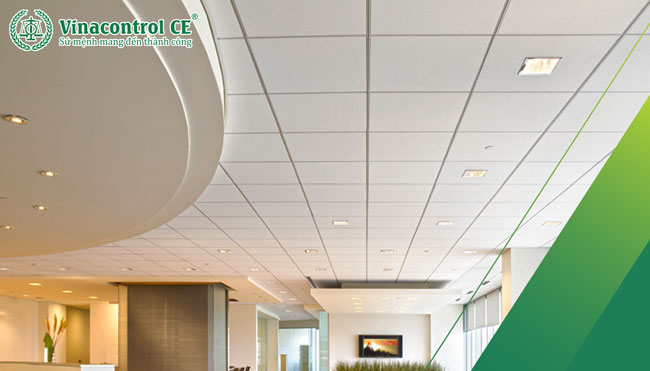 Vinacontrol CE®
Sứ mệnh mang đến thành công